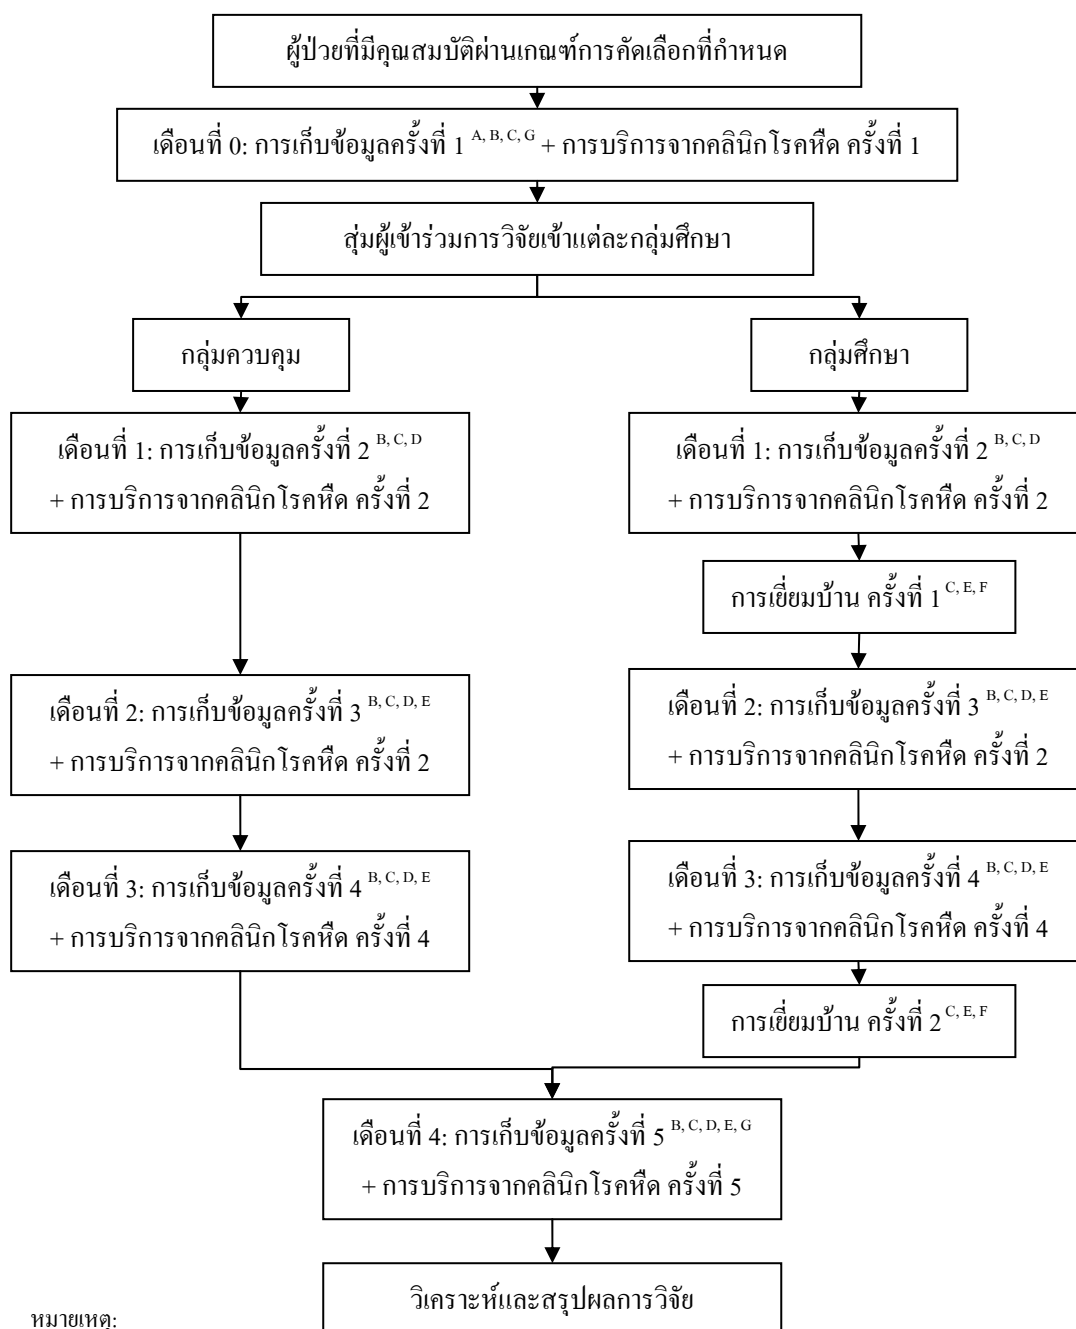 ผู้ป่วยที่มีคุณสมบัติผ่านเกณฑ์การคัดเลือกที่กำหนด
เดือนที่ 0: การเก็บข้อมูลครั้งที่ 1 A, B, C, G + การบริการจากคลินิกโรคหืด ครั้งที่ 1
สุ่มผู้เข้าร่วมการวิจัยเข้าแต่ละกลุ่มศึกษา
กลุ่มควบคุม
กลุ่มศึกษา
เดือนที่ 1: การเก็บข้อมูลครั้งที่ 2 B, C, D
+ การบริการจากคลินิกโรคหืด ครั้งที่ 2
เดือนที่ 1: การเก็บข้อมูลครั้งที่ 2 B, C, D
+ การบริการจากคลินิกโรคหืด ครั้งที่ 2
การเยี่ยมบ้าน ครั้งที่ 1 C, E, F
เดือนที่ 2: การเก็บข้อมูลครั้งที่ 3 B, C, D, E
+ การบริการจากคลินิกโรคหืด ครั้งที่ 2
เดือนที่ 2: การเก็บข้อมูลครั้งที่ 3 B, C, D, E
+ การบริการจากคลินิกโรคหืด ครั้งที่ 2
เดือนที่ 3: การเก็บข้อมูลครั้งที่ 4 B, C, D, E
+ การบริการจากคลินิกโรคหืด ครั้งที่ 4
เดือนที่ 3: การเก็บข้อมูลครั้งที่ 4 B, C, D, E
+ การบริการจากคลินิกโรคหืด ครั้งที่ 4
การเยี่ยมบ้าน ครั้งที่ 2 C, E, F
เดือนที่ 4: การเก็บข้อมูลครั้งที่ 5 B, C, D, E, G
+ การบริการจากคลินิกโรคหืด ครั้งที่ 5
วิเคราะห์และสรุปผลการวิจัย
หมายเหตุ: